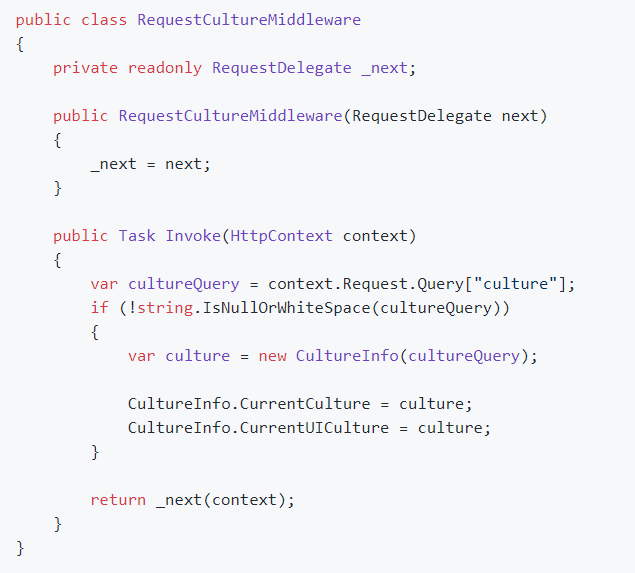 public class RequestCultureMiddleware
{
    private readonly RequestDelegate _next;

    public RequestCultureMiddleware(RequestDelegate next)
    {
        _next = next;
    }

    public Task Invoke(HttpContext context)
    {
        var cultureQuery = context.Request.Query["culture"];
        if (!string.IsNullOrWhiteSpace(cultureQuery))
        {
            var culture = new CultureInfo(cultureQuery);

            CultureInfo.CurrentCulture = culture;
            CultureInfo.CurrentUICulture = culture;
        }

        return _next(context);
    }
}